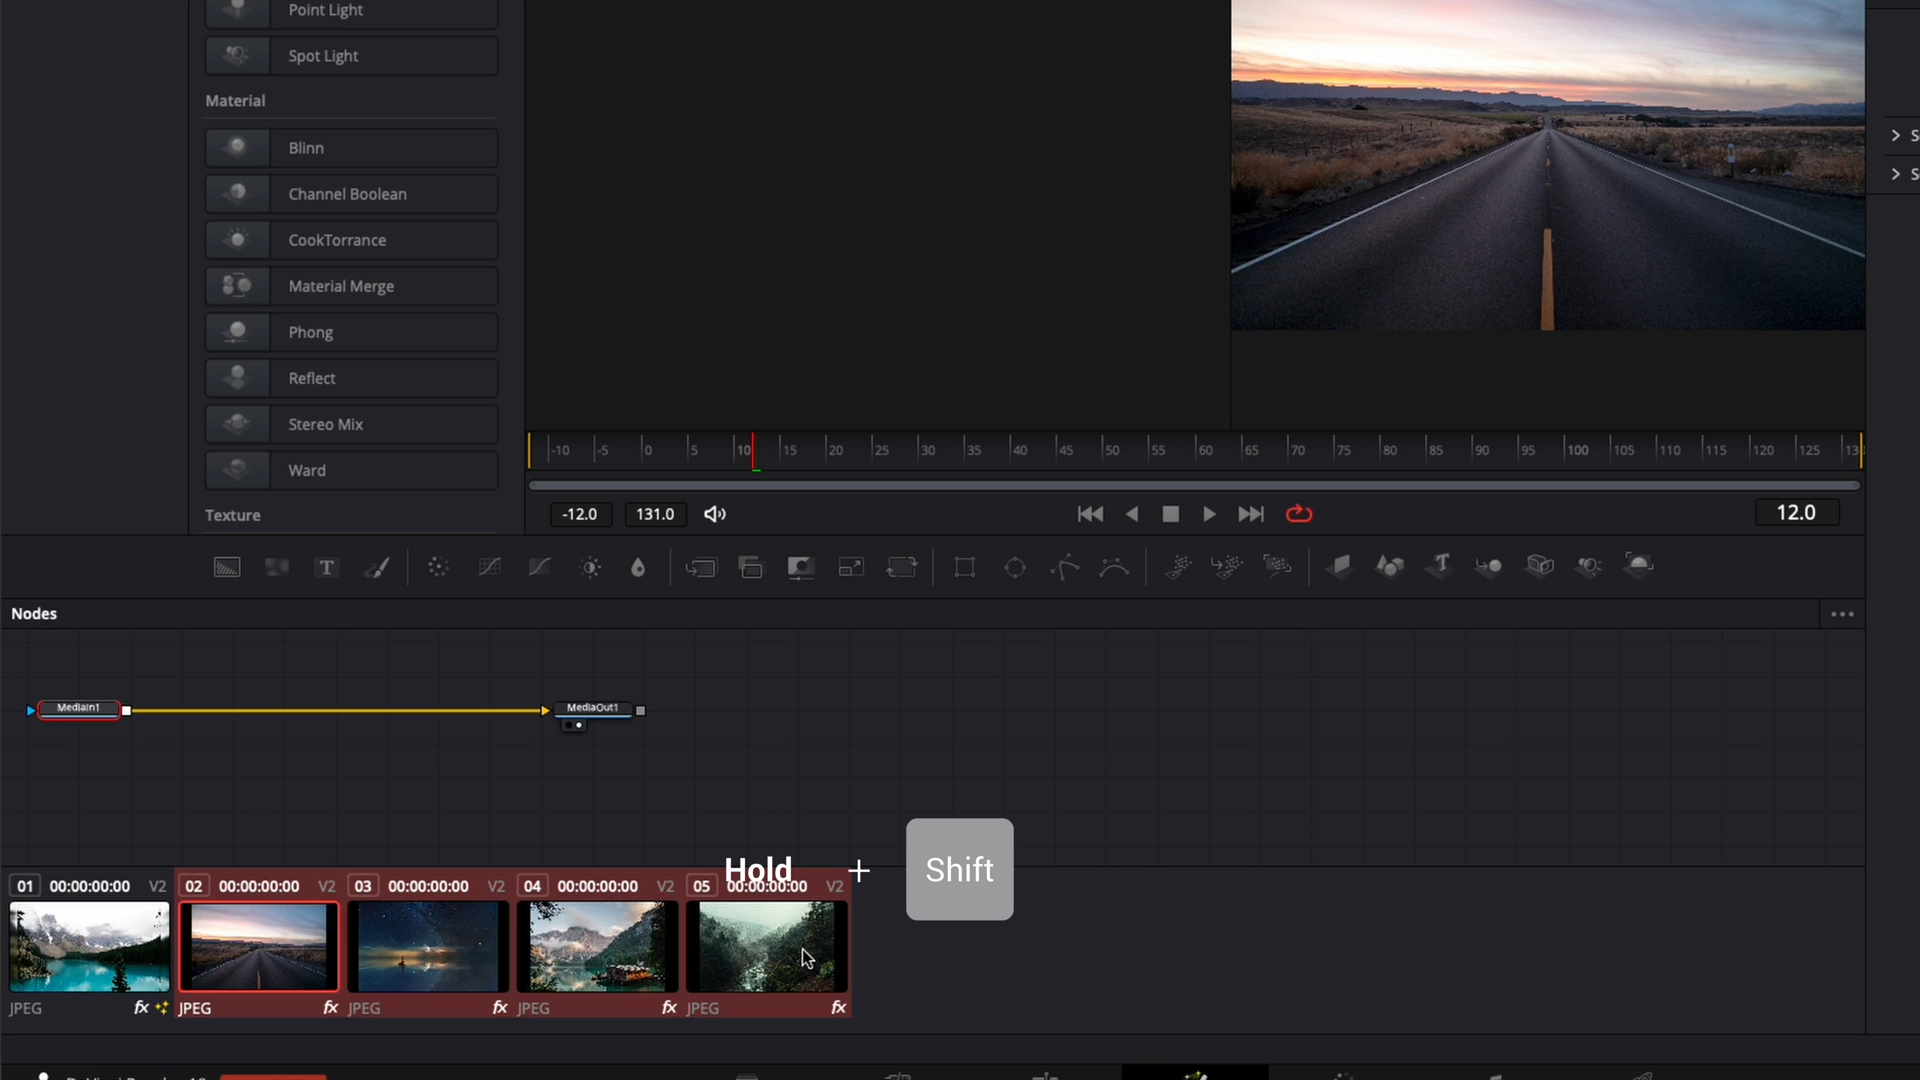 Point Light
Spot Light
Material
Blinn
Channel Boolean
CookTorrance
Material Merge
Phong
Reflect
Stereo Mix
Ward
Texture
-10 -5 0 5 10 15 20 25 30 35 40 45 50 55 60 65 70 75 80 85 90 95 100 105 110 115 120 125
-12.0 131.0 12.0
T T
Nodes
MediaIn1 MediaOut1
Hold + Shift
01 00:00:00:00 V2 02 00:00:00:00 V2 03 00:00:00:00 V2 04 00:00:00:00 V2 05 00:00:00:00 V2
JPEG fx JPEG fx JPEG fx JPEG fx JPEG fx